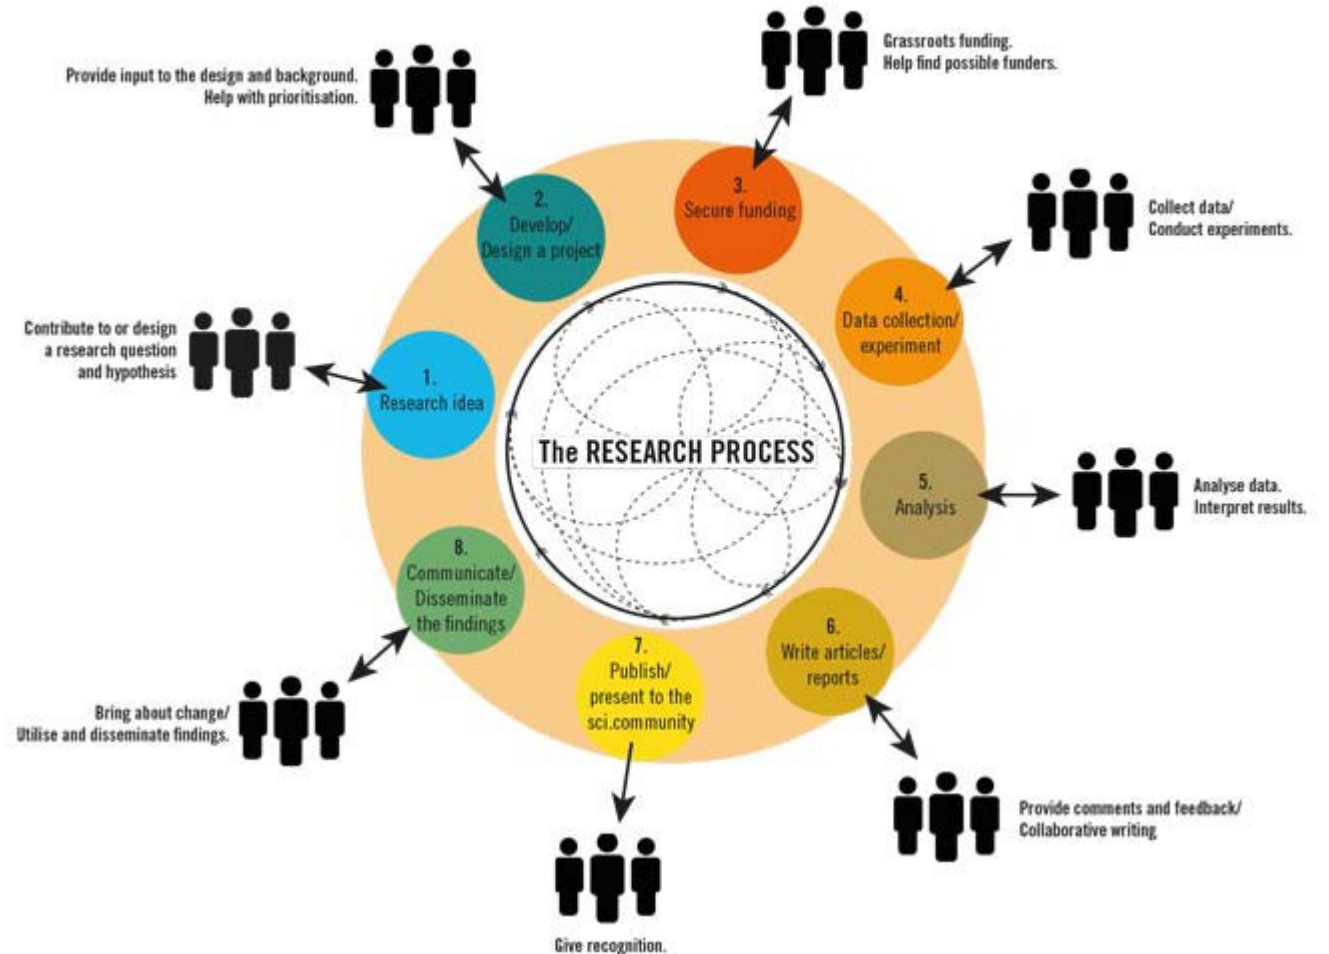 Grassroots funding.
Help find possible funders.
Provide input to the design and background.
Help with prioritisation.
3.
Secure funding
2.
Develop/
Design a project
Collect data/
Conduct experiments.
4.
Data collection/
experiment
Contribute to or design
a research question
and hypothesis
1.
Research idea
The RESEARCH PROCESS
5.
Analysis
Analyse data.
Interpret results.
8.
Communicate/
Disseminate
the findings
6.
Write articles/
reports
7.
Publish/
present to the
sci.community
Bring about change/
Utilise and disseminate findings.
Provide comments and feedback/
Collaborative writing
Give recognition.